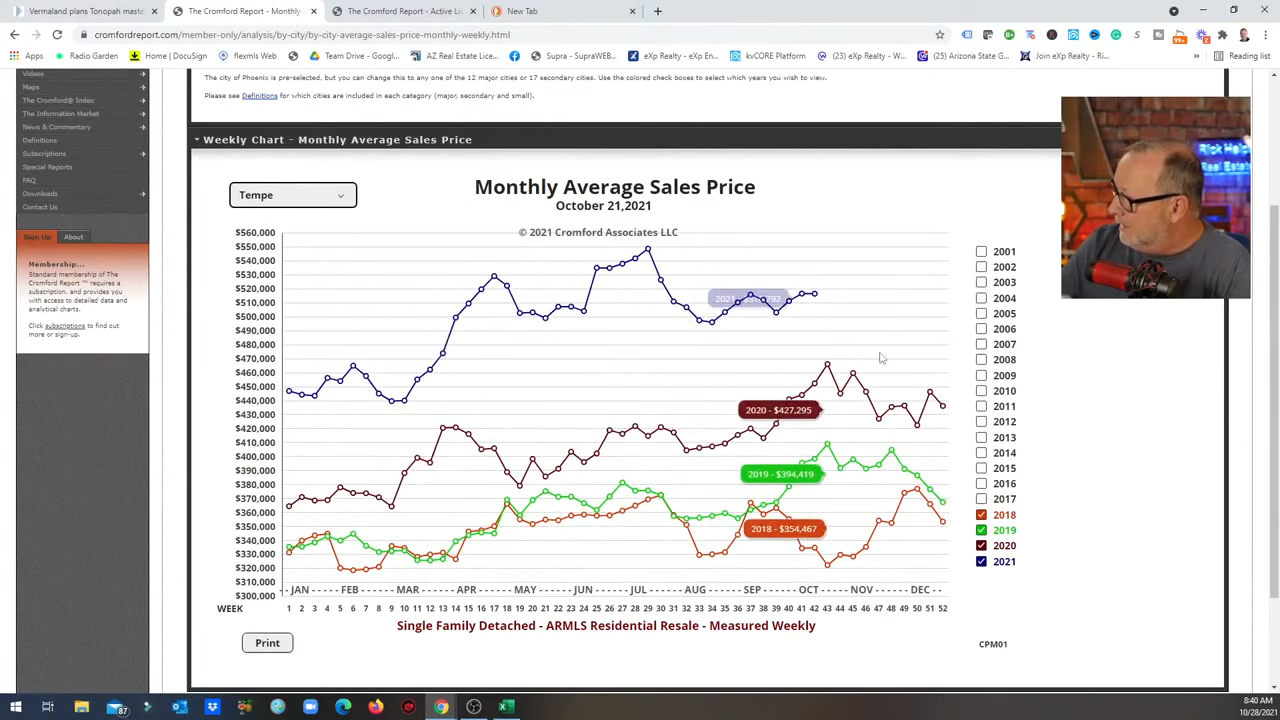 Vermaland plans Tonopah mast
The Cromford Report - Monthly
The Cromford Report - Active Lis
New Tab
cromfordreport.com/member-only/analysis/by-city/by-city-average-sales-price-monthly-weekly.html
Apps
Radio Garden
Home | DocuSign
flexmls Web
Team Drive - Googl...
AZ Real Estate Lice...
Supra - SupraWEB...
eXp Realty - eXp En...
kvCORE Platform
(23) eXp Realty, LLC...
(25) Arizona State G...
Join eXp Realty - Ri...
Reading list
Videos
Maps
The Cromford® Index
The Information Market
News & Commentary
Definitions
Subscriptions
Special Reports
FAQ
Downloads
Contact Us
Sign Up
About
Membership...
Standard membership of The
Cromford Report ™ requires a
subscription, and provides you
with access to detailed data
and analytical charts.
Click subscriptions to find out
more or sign-up.
The city of Phoenix is pre-selected, but you can change this to any one of the 12 major cities or 17 secondary cities. Use the colored check boxes to select which years you wish to view.
Please see Definitions for which cities are included in each category (major, secondary and small).
Weekly Chart - Monthly Average Sales Price
Tempe
Monthly Average Sales Price
October 21,2021
© 2021 Cromford Associates LLC
$560,000
$550,000
$540,000
$530,000
$520,000
$510,000
$500,000
$490,000
$480,000
$470,000
$460,000
$450,000
$440,000
$430,000
$420,000
$410,000
$400,000
$390,000
$380,000
$370,000
$360,000
$350,000
$340,000
$330,000
$320,000
$310,000
$300,000
2020 - $427,295
2019 - $394,419
2018 - $354,467
- - JAN - - - - - FEB - - - - - - MAR - - - - - - APR - - - - - - MAY - - - - - - JUN - - - - - - JUL - - - - - - AUG - - - - - - SEP - - - - - - OCT - - - - - NOV - - - - - - DEC - -
WEEK 1 2 3 4 5 6 7 8 9 10 11 12 13 14 15 16 17 18 19 20 21 22 23 24 25 26 27 28 29 30 31 32 33 34 35 36 37 38 39 40 41 42 43 44 45 46 47 48 49 50 51 52
Single Family Detached - ARMLS Residential Resale - Measured Weekly
Print
CPM01
2001
2002
2003
2004
2005
2006
2007
2008
2009
2010
2011
2012
2013
2014
2015
2016
2017
2018
2019
2020
2021
8:40 AM
10/28/2021